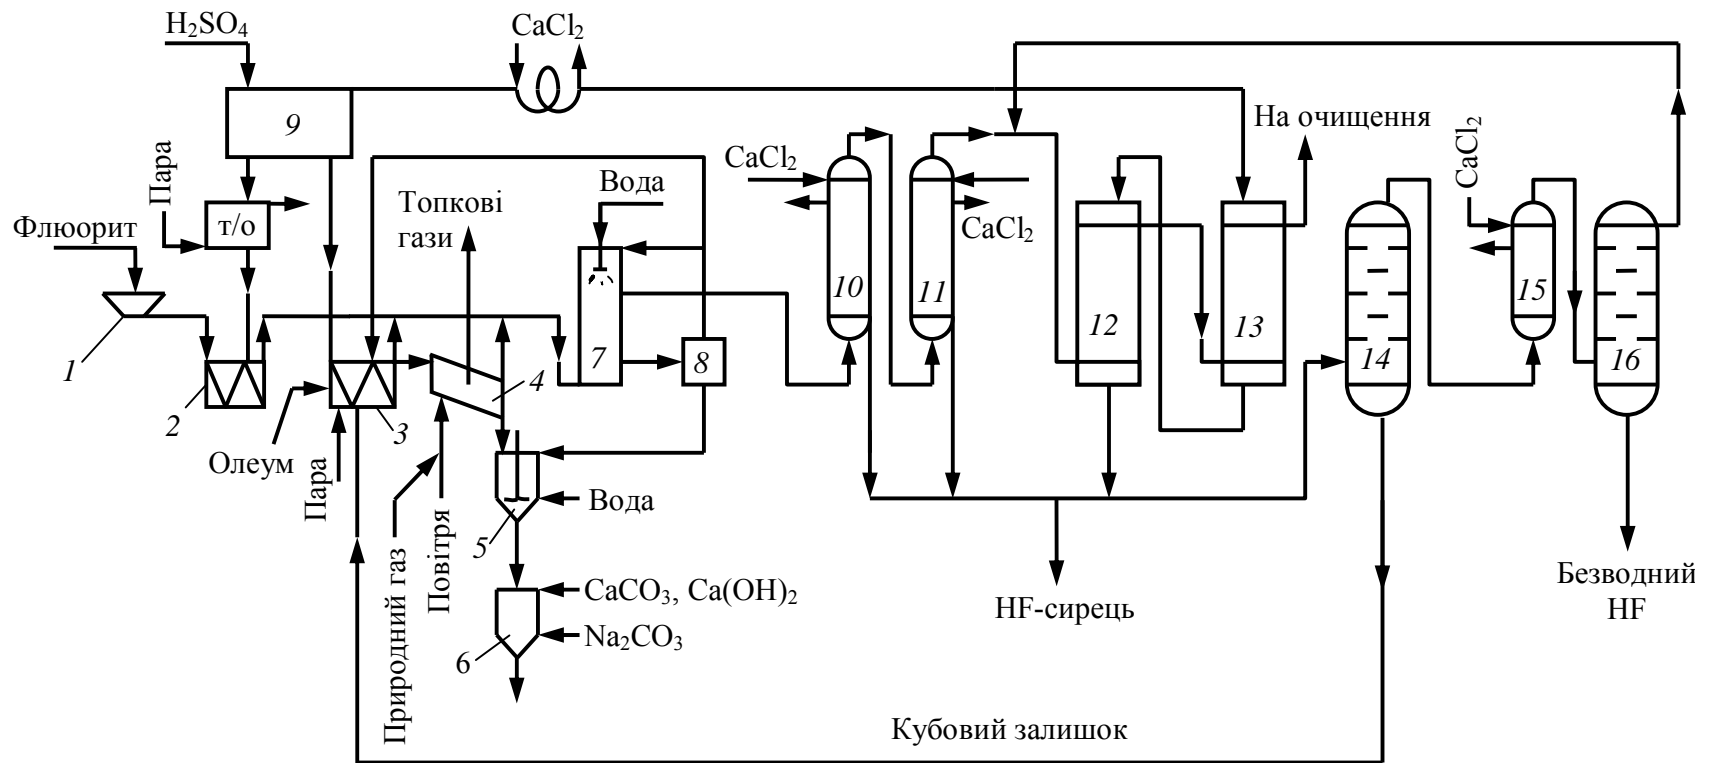 H₂SO₄
CaCl₂
9
На очищення
CaCl₂
Пара
т/о
Флюорит
Топкові
гази
Вода
CaCl₂
CaCl₂
1
2
3
4
7
8
10
11
12
13
14
15
16
Олеум
Пара
Вода
5
Природний газ
Повітря
CaCO₃, Ca(OH)₂
Na₂CO₃
6
HF-сирець
Безводний
HF
Кубовий залишок